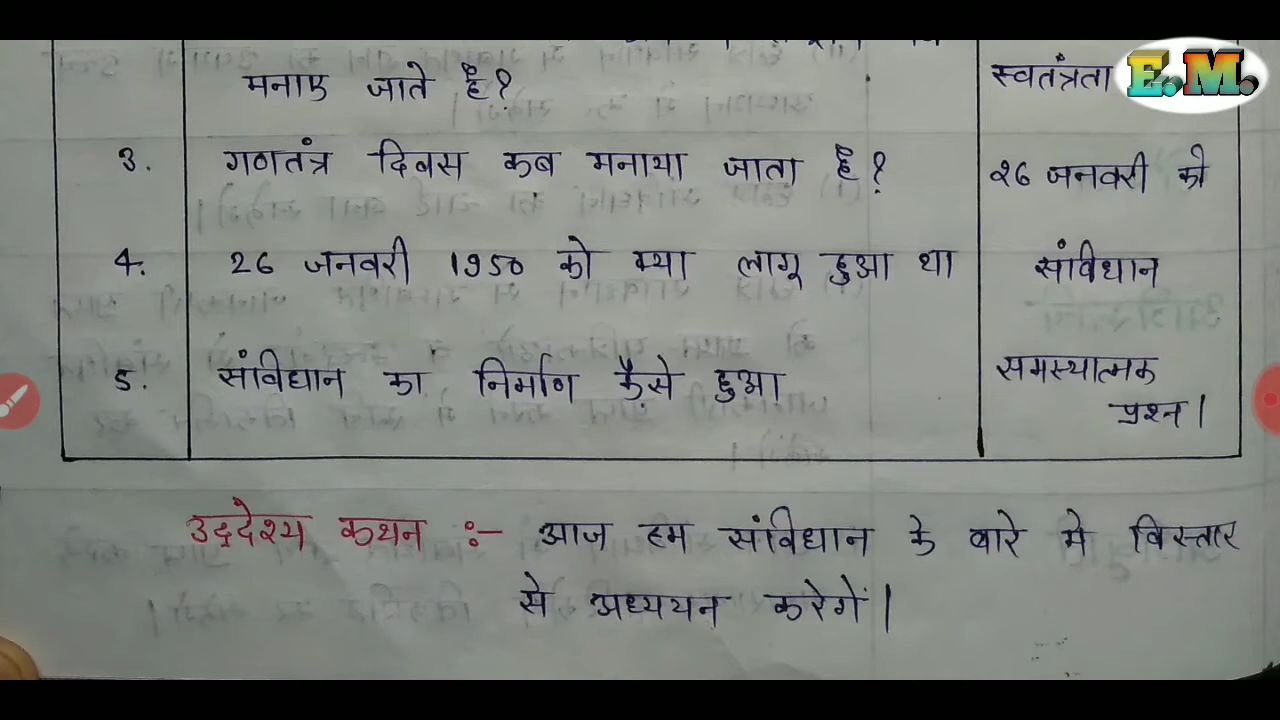 मनाए जाते है?
स्वतंत्रता
E.M.
3. गणतंत्र दिवस कब मनाया जाता है? २6 जनवरी को
4. 26 जनवरी 1950 को क्या लागू हुआ था संविधान
5. संविधान का निर्माण कैसे हुआ समस्यात्मक
प्रश्न।
उद्देश्य कथन :- आज हम संविधान के बारे मे विस्तार
से अध्ययन करेगें।